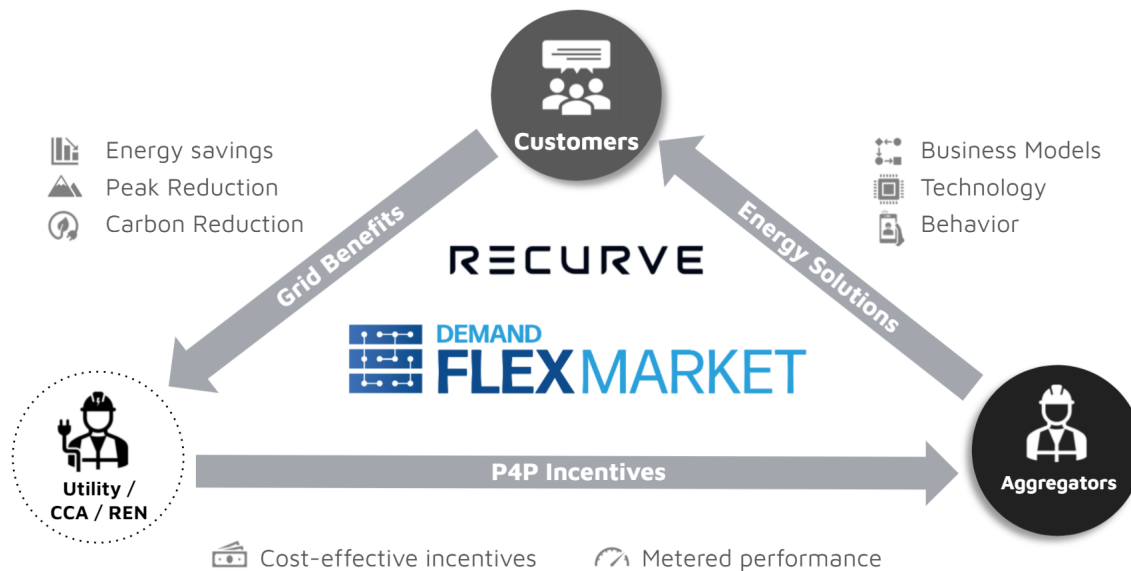 Customers
Energy savings
Peak Reduction
Carbon Reduction
Business Models
Technology
Behavior
Grid Benefits
Energy Solutions
RECURVE
DEMAND
FLEXMARKET
Utility /
CCA / REN
P4P Incentives
Aggregators
Cost-effective incentives
Metered performance